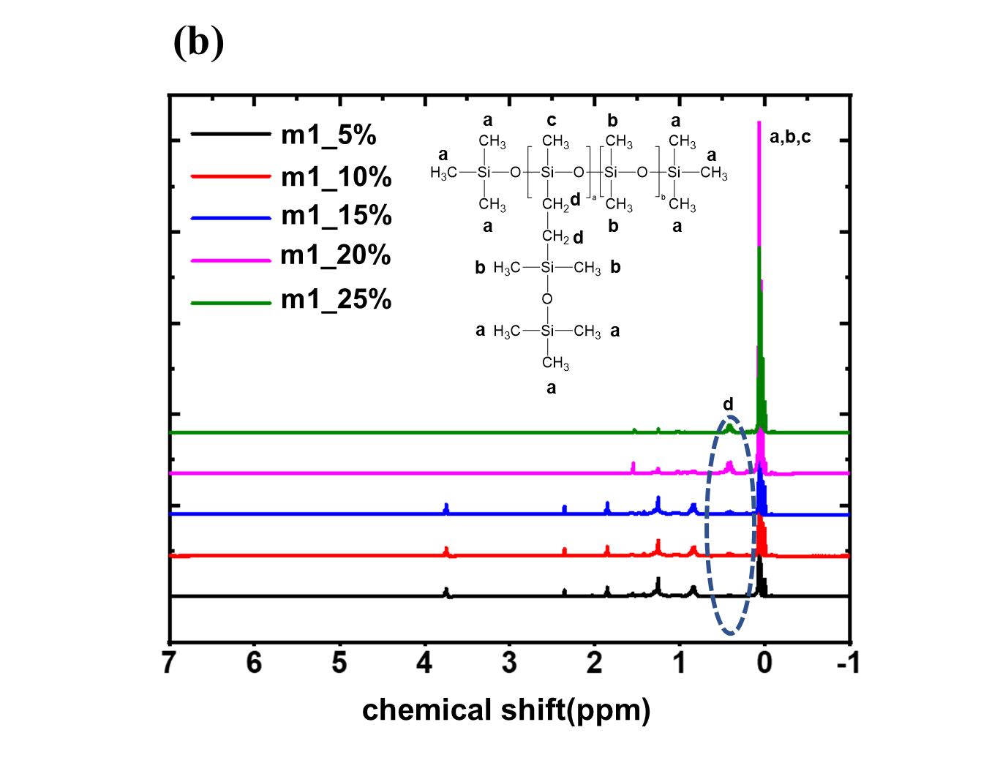 (b)
m1_5%
m1_10%
m1_15%
m1_20%
m1_25%
a c b a
CH₃ CH₃ CH₃ CH₃
a,b,c
a a
H₃C Si O Si O Si O Si CH₃
a b
CH₃ CH₂ d CH₃ CH₃
a b a
CH₂ d
b H₃C Si CH₃ b
O
a H₃C Si CH₃ a
CH₃
a
d
7 6 5 4 3 2 1 0 -1
chemical shift(ppm)